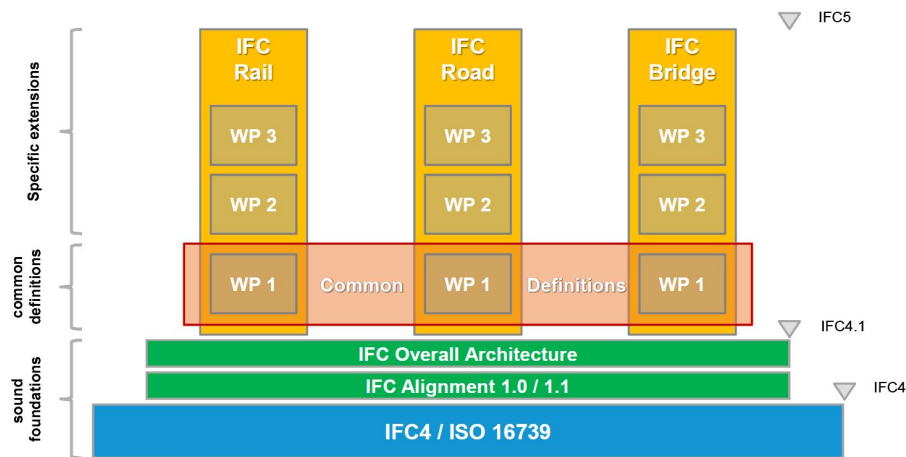 IFC5
IFC
Rail
IFC
Road
IFC
Bridge
Specific extensions
WP 3
WP 3
WP 3
WP 2
WP 2
WP 2
common
definitions
WP 1
Common
WP 1
Definitions
WP 1
IFC4.1
sound
foundations
IFC Overall Architecture
IFC Alignment 1.0 / 1.1
IFC4
IFC4 / ISO 16739